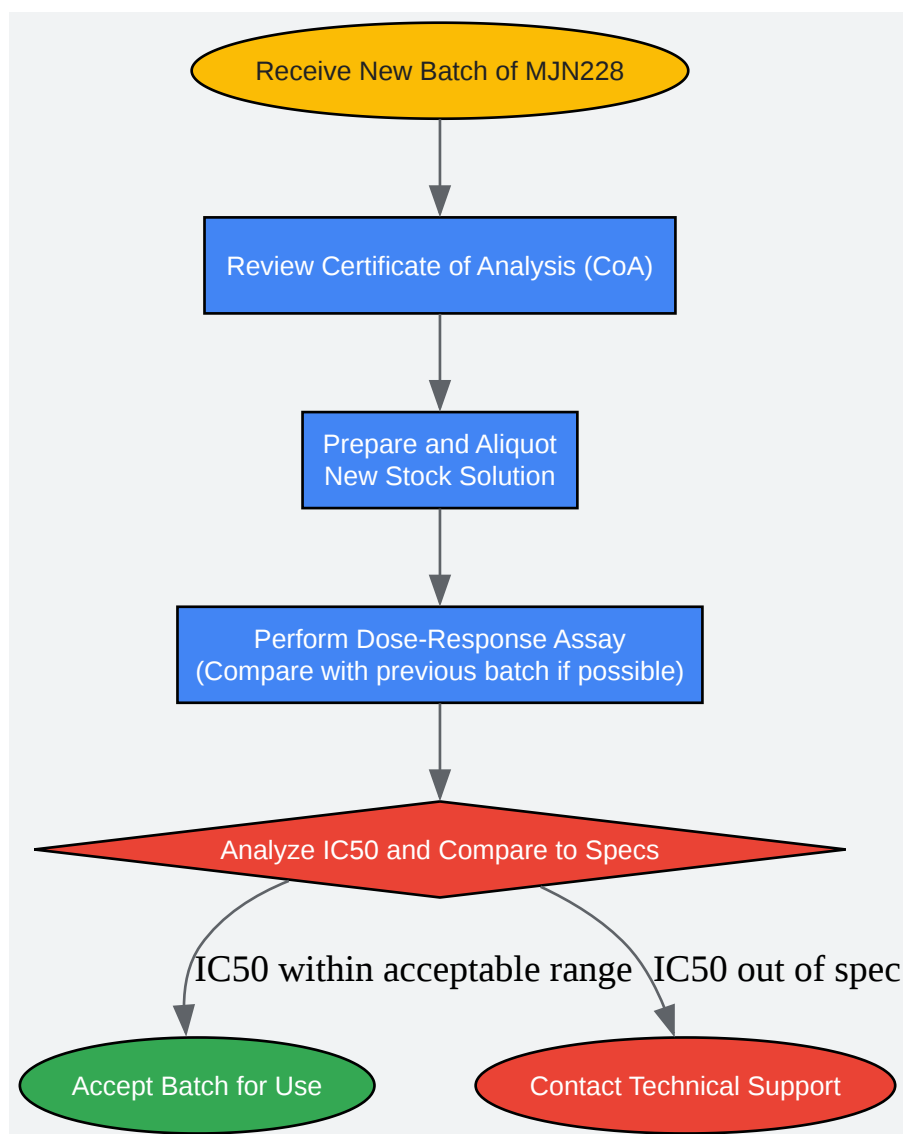 Receive New Batch of MJN228
Review Certificate of Analysis (CoA)
Prepare and Aliquot
New Stock Solution
Perform Dose-Response Assay
(Compare with previous batch if possible)
Analyze IC50 and Compare to Specs
IC50 within acceptable range
IC50 out of spec
Accept Batch for Use
Contact Technical Support